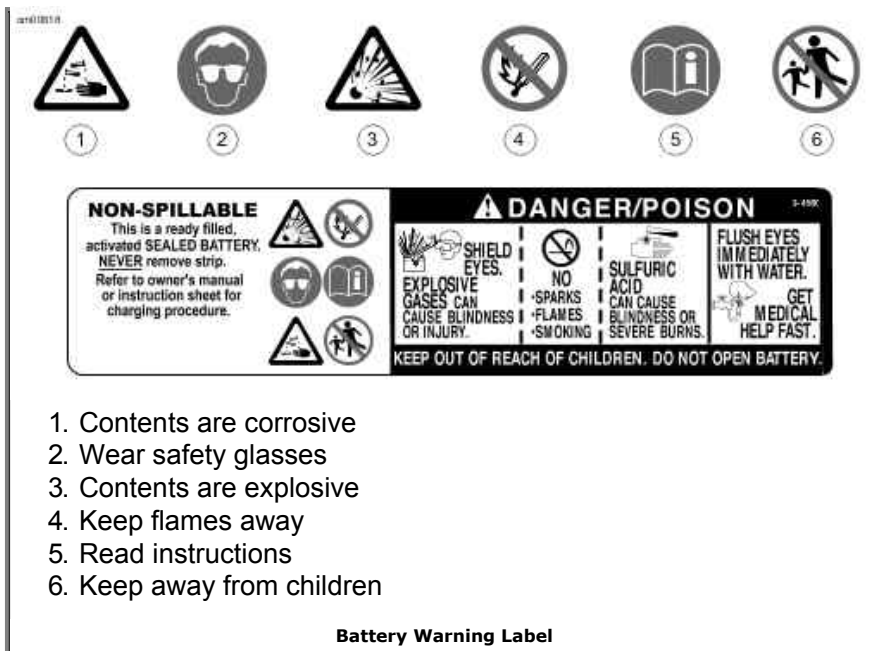 1
2
3
4
5
6
NON-SPILLABLE
This is a ready filled,
activated SEALED BATTERY.
NEVER remove strip.
Refer to owner's manual
or instruction sheet for
charging procedure.
DANGER/POISON
SHIELD
EYES.
EXPLOSIVE
GASES CAN
CAUSE BLINDNESS
OR INJURY.
NO
•SPARKS
•FLAMES
•SMOKING
SULFURIC
ACID
CAN CAUSE
BLINDNESS OR
SEVERE BURNS.
FLUSH EYES
IMMEDIATELY
WITH WATER.
GET
MEDICAL
HELP FAST.
KEEP OUT OF REACH OF CHILDREN. DO NOT OPEN BATTERY.
1. Contents are corrosive
2. Wear safety glasses
3. Contents are explosive
4. Keep flames away
5. Read instructions
6. Keep away from children
Battery Warning Label